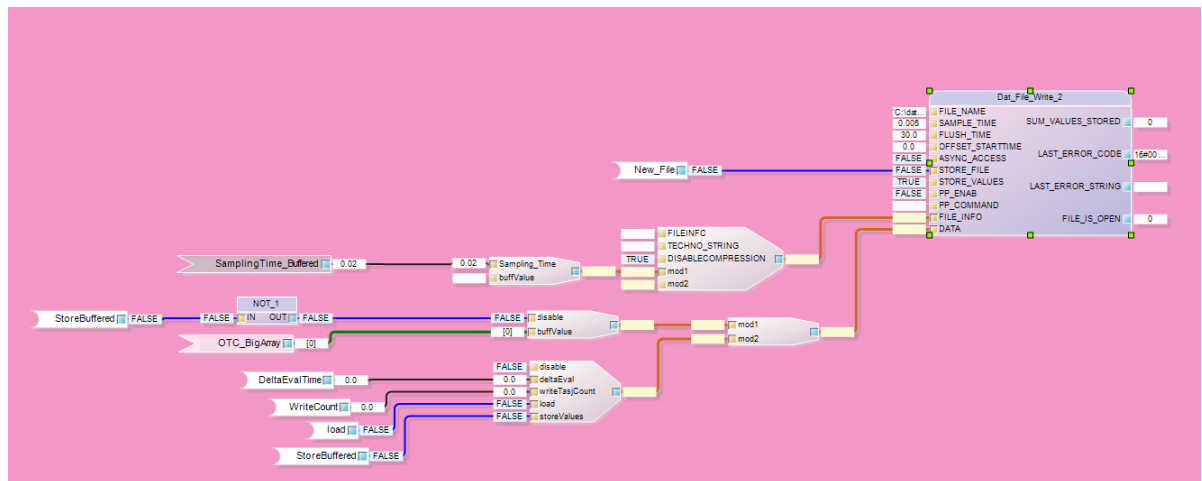 Dat_File_Write_2
'C:\dat... FILE_NAME SUM_VALUES_STORED 0
0.005 SAMPLE_TIME
30.0 FLUSH_TIME
0.0 OFFSET_STARTTIME
FALSE ASYNC_ACCESS LAST_ERROR_CODE 16#00...
New_File FALSE FALSE STORE_FILE
TRUE STORE_VALUES LAST_ERROR_STRING
FALSE PP_ENAB
PP_COMMAND
FILE_INFO FILE_IS_OPEN 0
DATA
FILEINFC
TECHNO_STRING
TRUE DISABLECOMPRESSION
mod1
mod2
SamplingTime_Buffered 0.02 0.02 Sampling_Time
buffValue
NOT_1
StoreBuffered FALSE FALSE IN OUT FALSE FALSE disable
OTC_BigArray [0] [0] buffValue
mod1
mod2
FALSE disable
DeltaEvalTime 0.0 0.0 deltaEval
WriteCount 0.0 0.0 writeTasjCount
load FALSE FALSE load
StoreBuffered FALSE FALSE storeValues